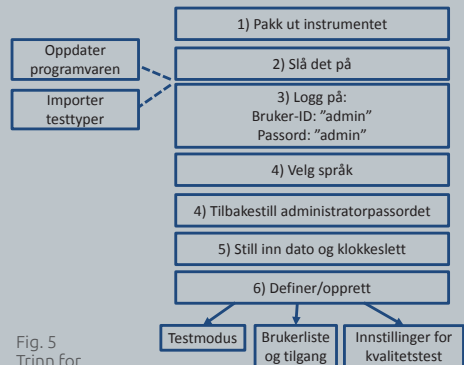 1) Pakk ut instrumentet
Oppdater
programvaren
2) Slå det på
Importer
testtyper
3) Logg på:
Bruker-ID: ”admin”
Passord: ”admin”
4) Velg språk
4) Tilbakestill administratorpassordet
5) Still inn dato og klokkeslett
6) Definer/opprett
Testmodus
Brukerliste
og tilgang
Innstillinger for
kvalitetstest
Fig. 5
Trinn for